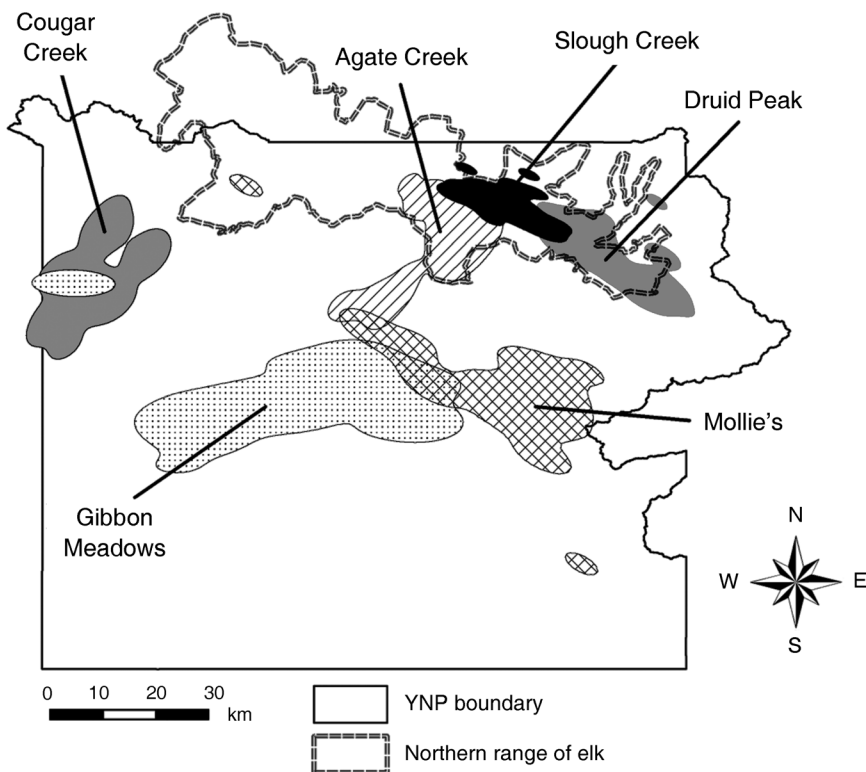 Cougar
Creek
Agate Creek
Slough Creek
Druid Peak
Mollie's
Gibbon
Meadows
N
W E
S
0 10 20 30
km
YNP boundary
Northern range of elk